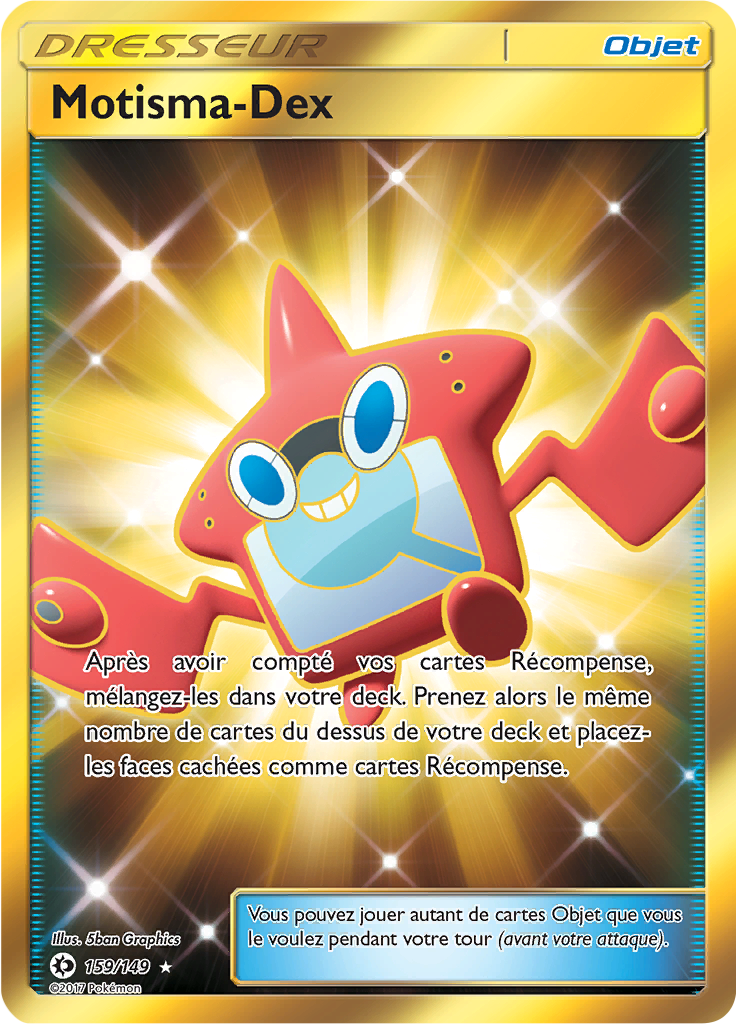 DRESSEUR
Objet
Motisma-Dex
Après avoir compté vos cartes Récompense,
mélangez-les dans votre deck. Prenez alors le même
nombre de cartes du dessus de votre deck et placez-
les faces cachées comme cartes Récompense.
Vous pouvez jouer autant de cartes Objet que vous
le voulez pendant votre tour (avant votre attaque).
Illus. 5ban Graphics
159/149 ★
©2017 Pokémon